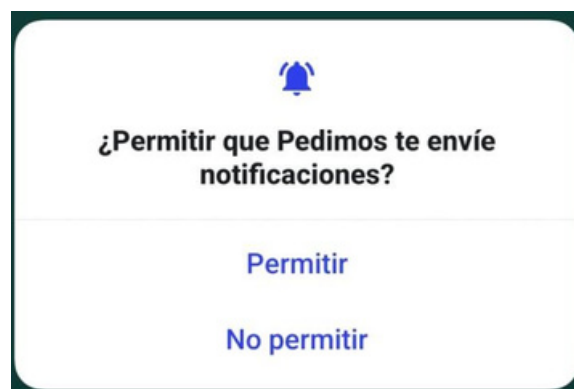 ¿Permitir que Pedimos te envíe
notificaciones?
Permitir
No permitir